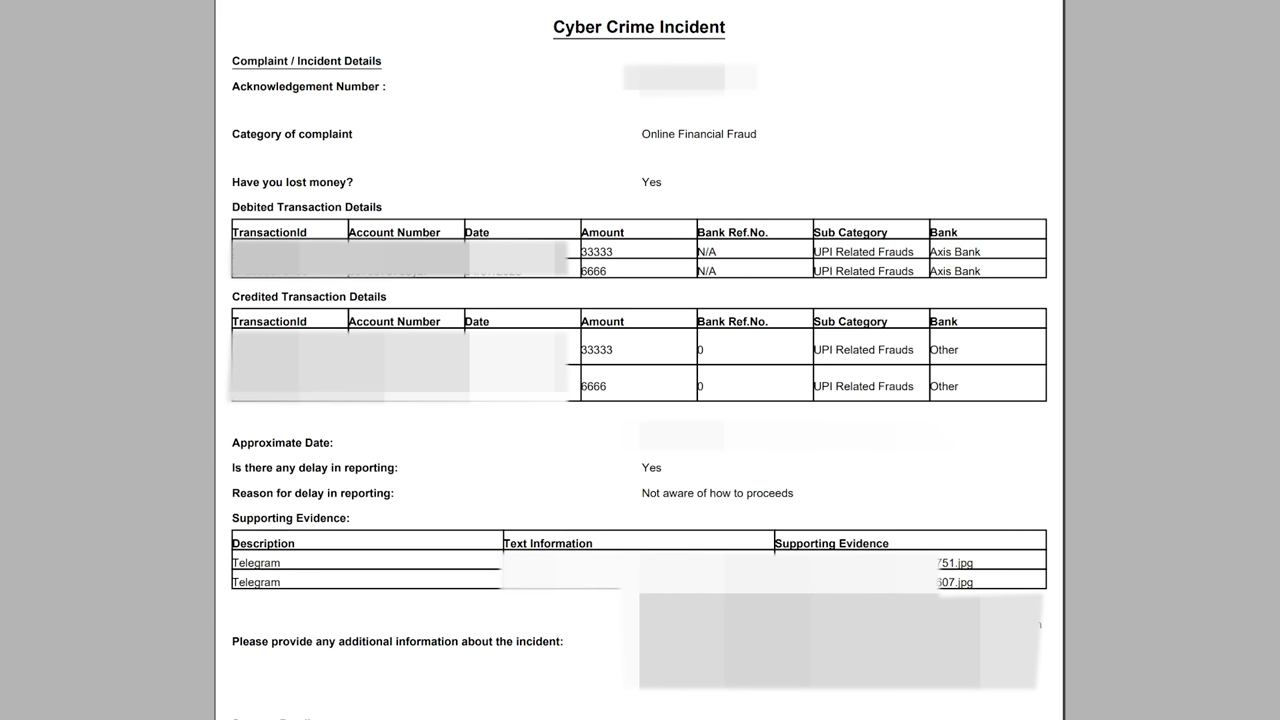 Cyber Crime Incident
Complaint / Incident Details
Acknowledgement Number :
Category of complaint Online Financial Fraud
Have you lost money? Yes
Debited Transaction Details
TransactionId Account Number Date Amount Bank Ref.No. Sub Category Bank
33333 N/A UPI Related Frauds Axis Bank
6666 N/A UPI Related Frauds Axis Bank
Credited Transaction Details
TransactionId Account Number Date Amount Bank Ref.No. Sub Category Bank
33333 0 UPI Related Frauds Other
6666 0 UPI Related Frauds Other
Approximate Date:
Is there any delay in reporting: Yes
Reason for delay in reporting: Not aware of how to proceeds
Supporting Evidence:
Description Text Information Supporting Evidence
Telegram 751.jpg
Telegram 607.jpg
Please provide any additional information about the incident: